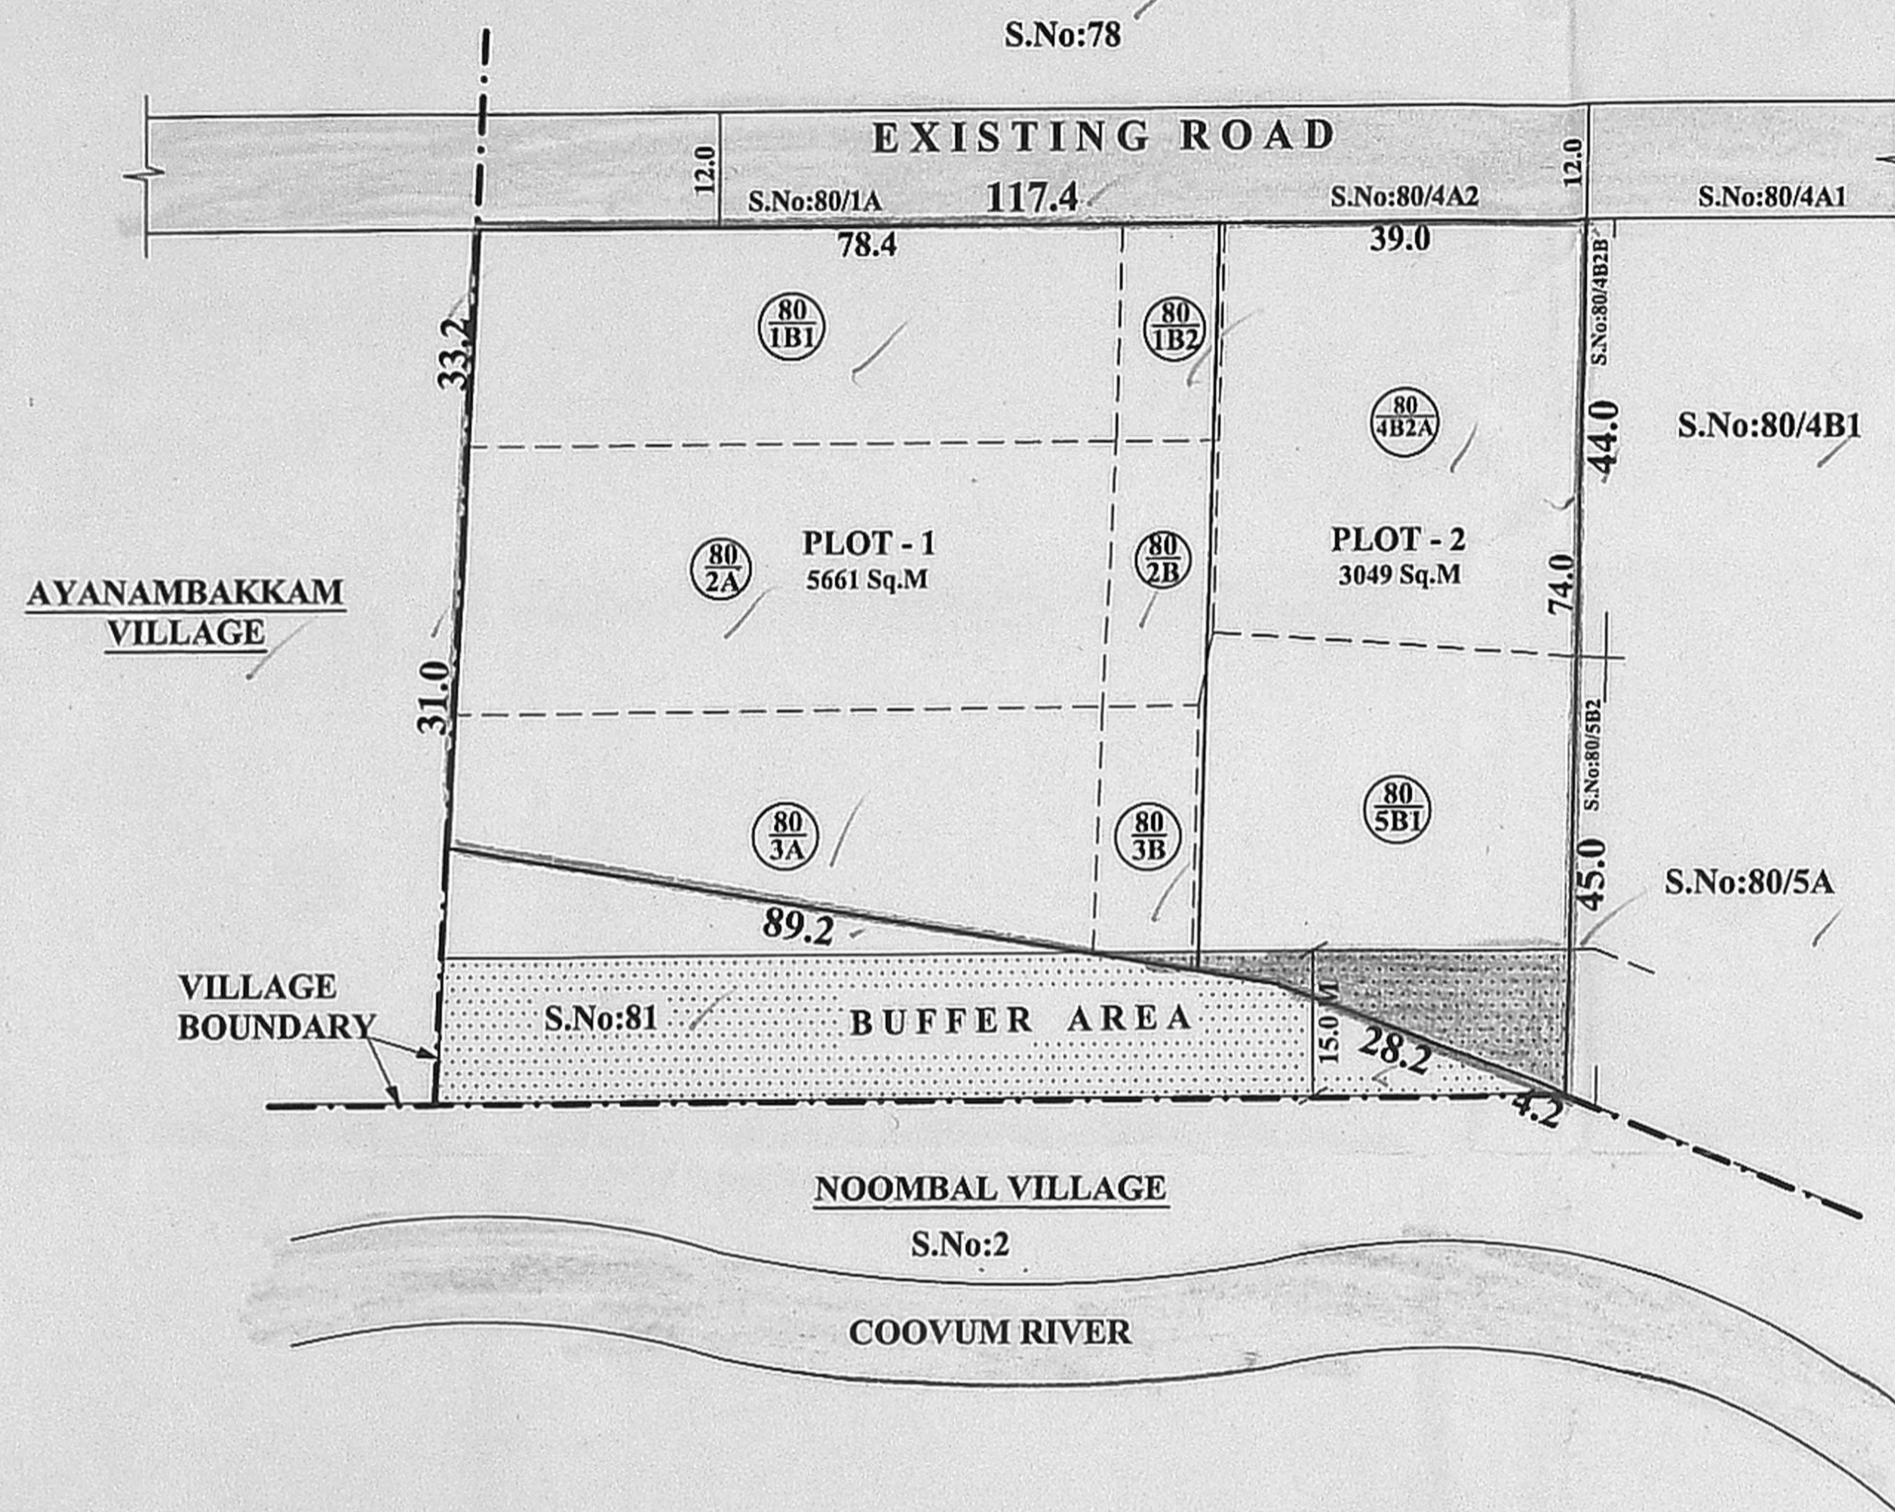 S.No:78
EXISTING ROAD
12.0
12.0
S.No:80/1A
117.4
S.No:80/4A2
S.No:80/4A1
78.4
39.0
S.No:80/4B2B
33.2
80
1B1
80
1B2
80
4B2A
44.0
S.No:80/4B1
PLOT - 1
5661 Sq.M
80
2A
80
2B
PLOT - 2
3049 Sq.M
74.0
AYANAMBAKKAM
VILLAGE
31.0
S.No:80/5B2
80
3A
80
3B
80
5B1
45.0
S.No:80/5A
89.2
VILLAGE
BOUNDARY
S.No:81
BUFFER AREA
15.0 M
28.2
4.2
NOOMBAL VILLAGE
S.No:2
COOVUM RIVER